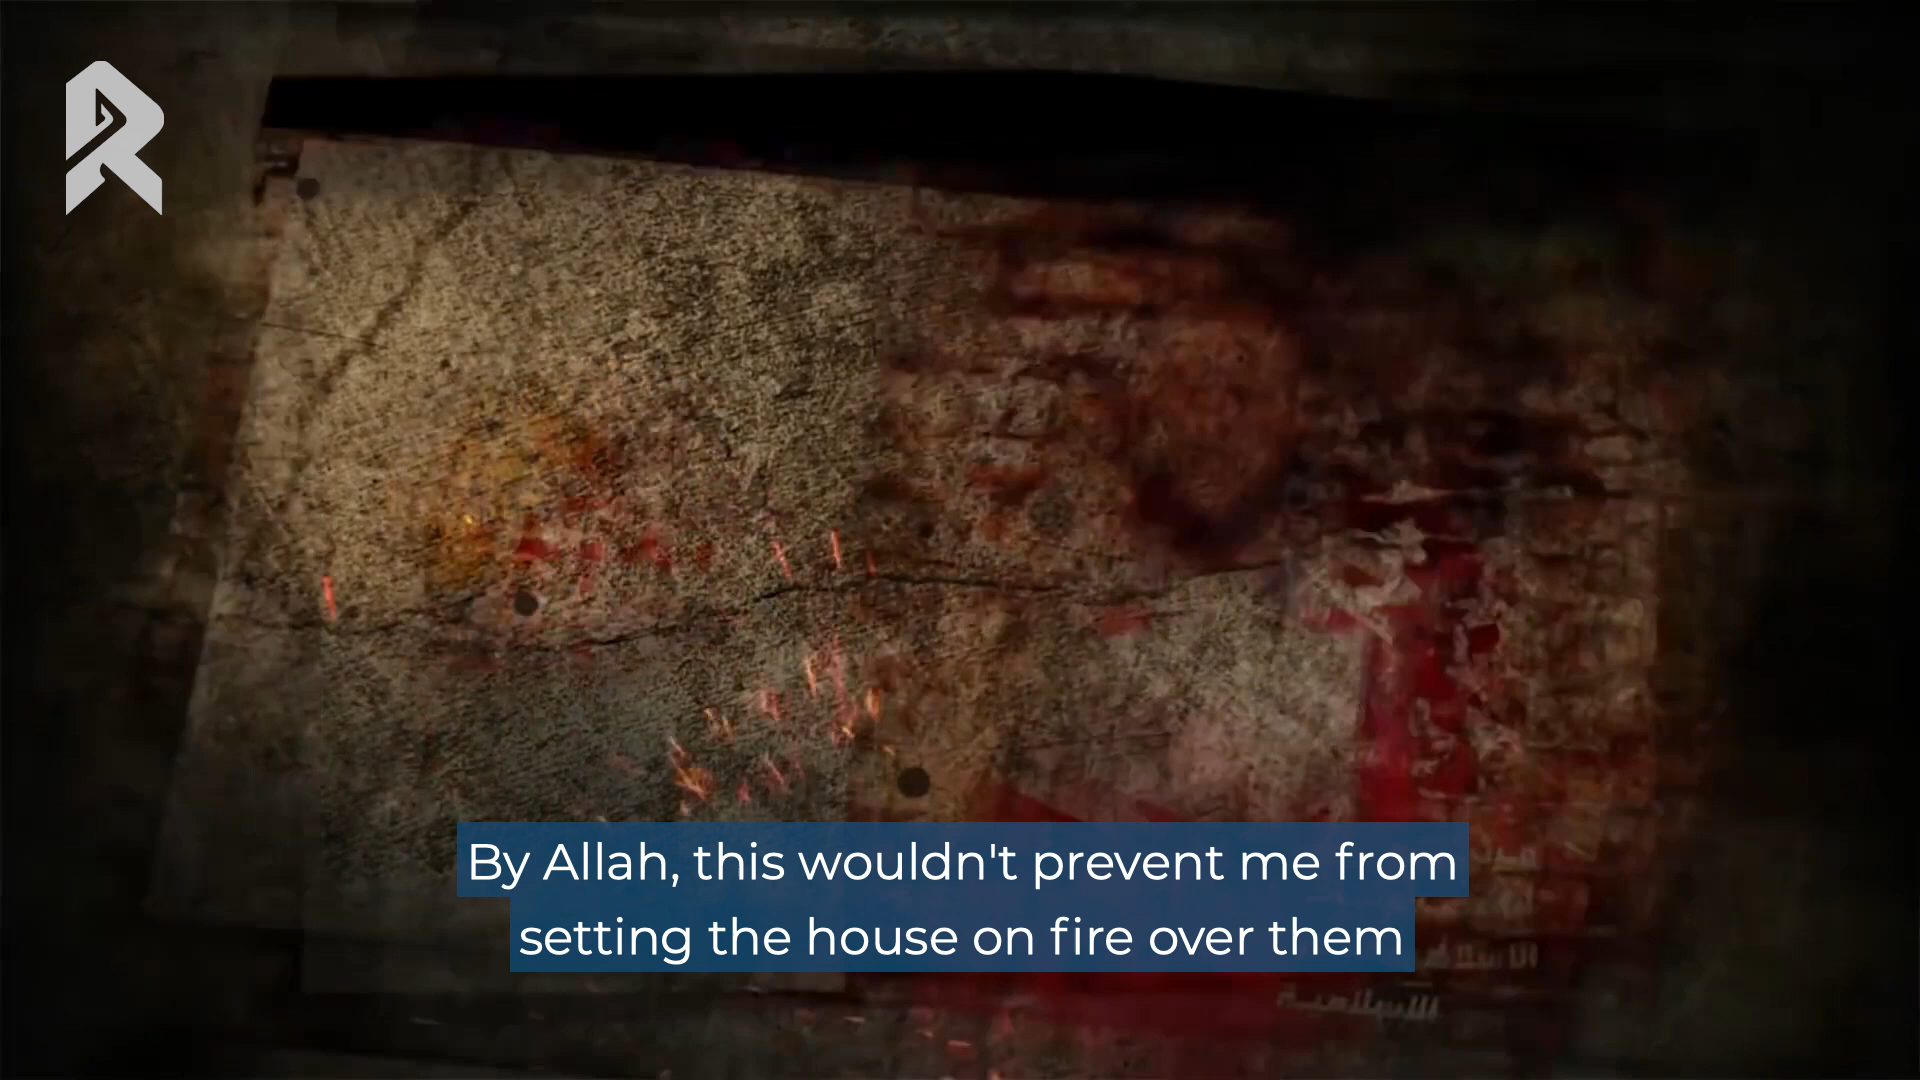 By Allah, this wouldn't prevent me from
setting the house on fire over them